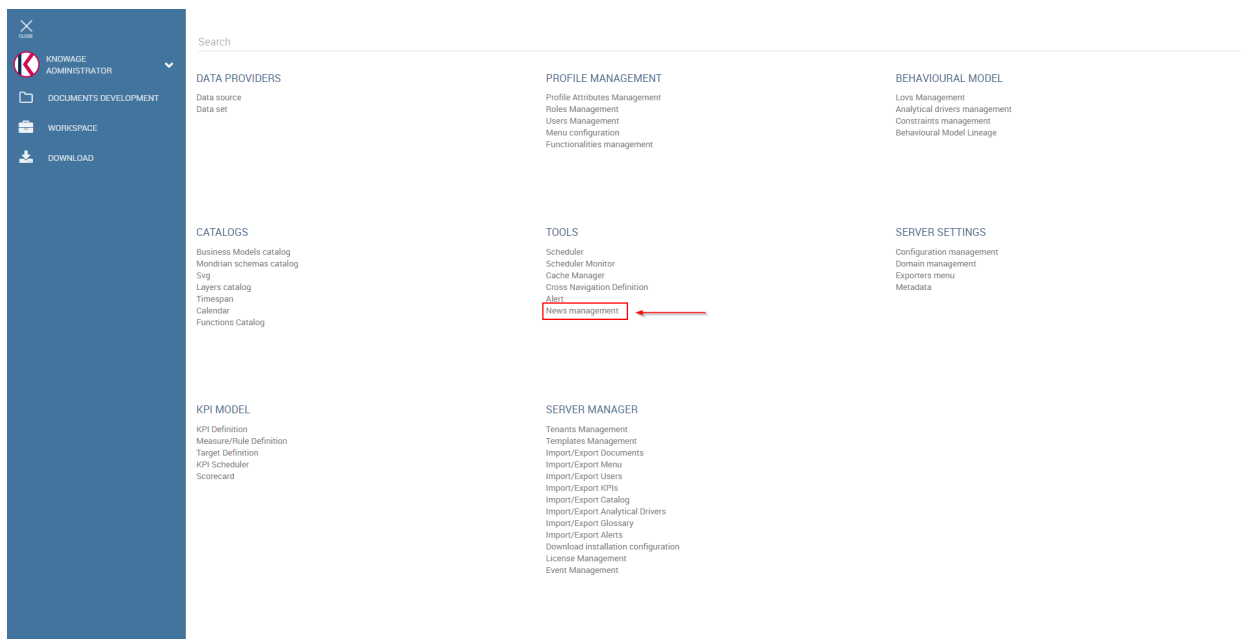 CLOSE
KNOWAGE
ADMINISTRATOR
DOCUMENTS DEVELOPMENT
WORKSPACE
DOWNLOAD
Search
DATA PROVIDERS
Data source
Data set
PROFILE MANAGEMENT
Profile Attributes Management
Roles Management
Users Management
Menu configuration
Functionalities management
BEHAVIOURAL MODEL
Lovs Management
Analytical drivers management
Constraints management
Behavioural Model Lineage
CATALOGS
Business Models catalog
Mondrian schemas catalog
Svg
Layers catalog
Timespan
Calendar
Functions Catalog
TOOLS
Scheduler
Scheduler Monitor
Cache Manager
Cross Navigation Definition
Alert
News management
SERVER SETTINGS
Configuration management
Domain management
Exporters menu
Metadata
KPI MODEL
KPI Definition
Measure/Rule Definition
Target Definition
KPI Scheduler
Scorecard
SERVER MANAGER
Tenants Management
Templates Management
Import/Export Documents
Import/Export Menu
Import/Export Users
Import/Export KPIs
Import/Export Catalog
Import/Export Analytical Drivers
Import/Export Glossary
Import/Export Alerts
Download installation configuration
License Management
Event Management